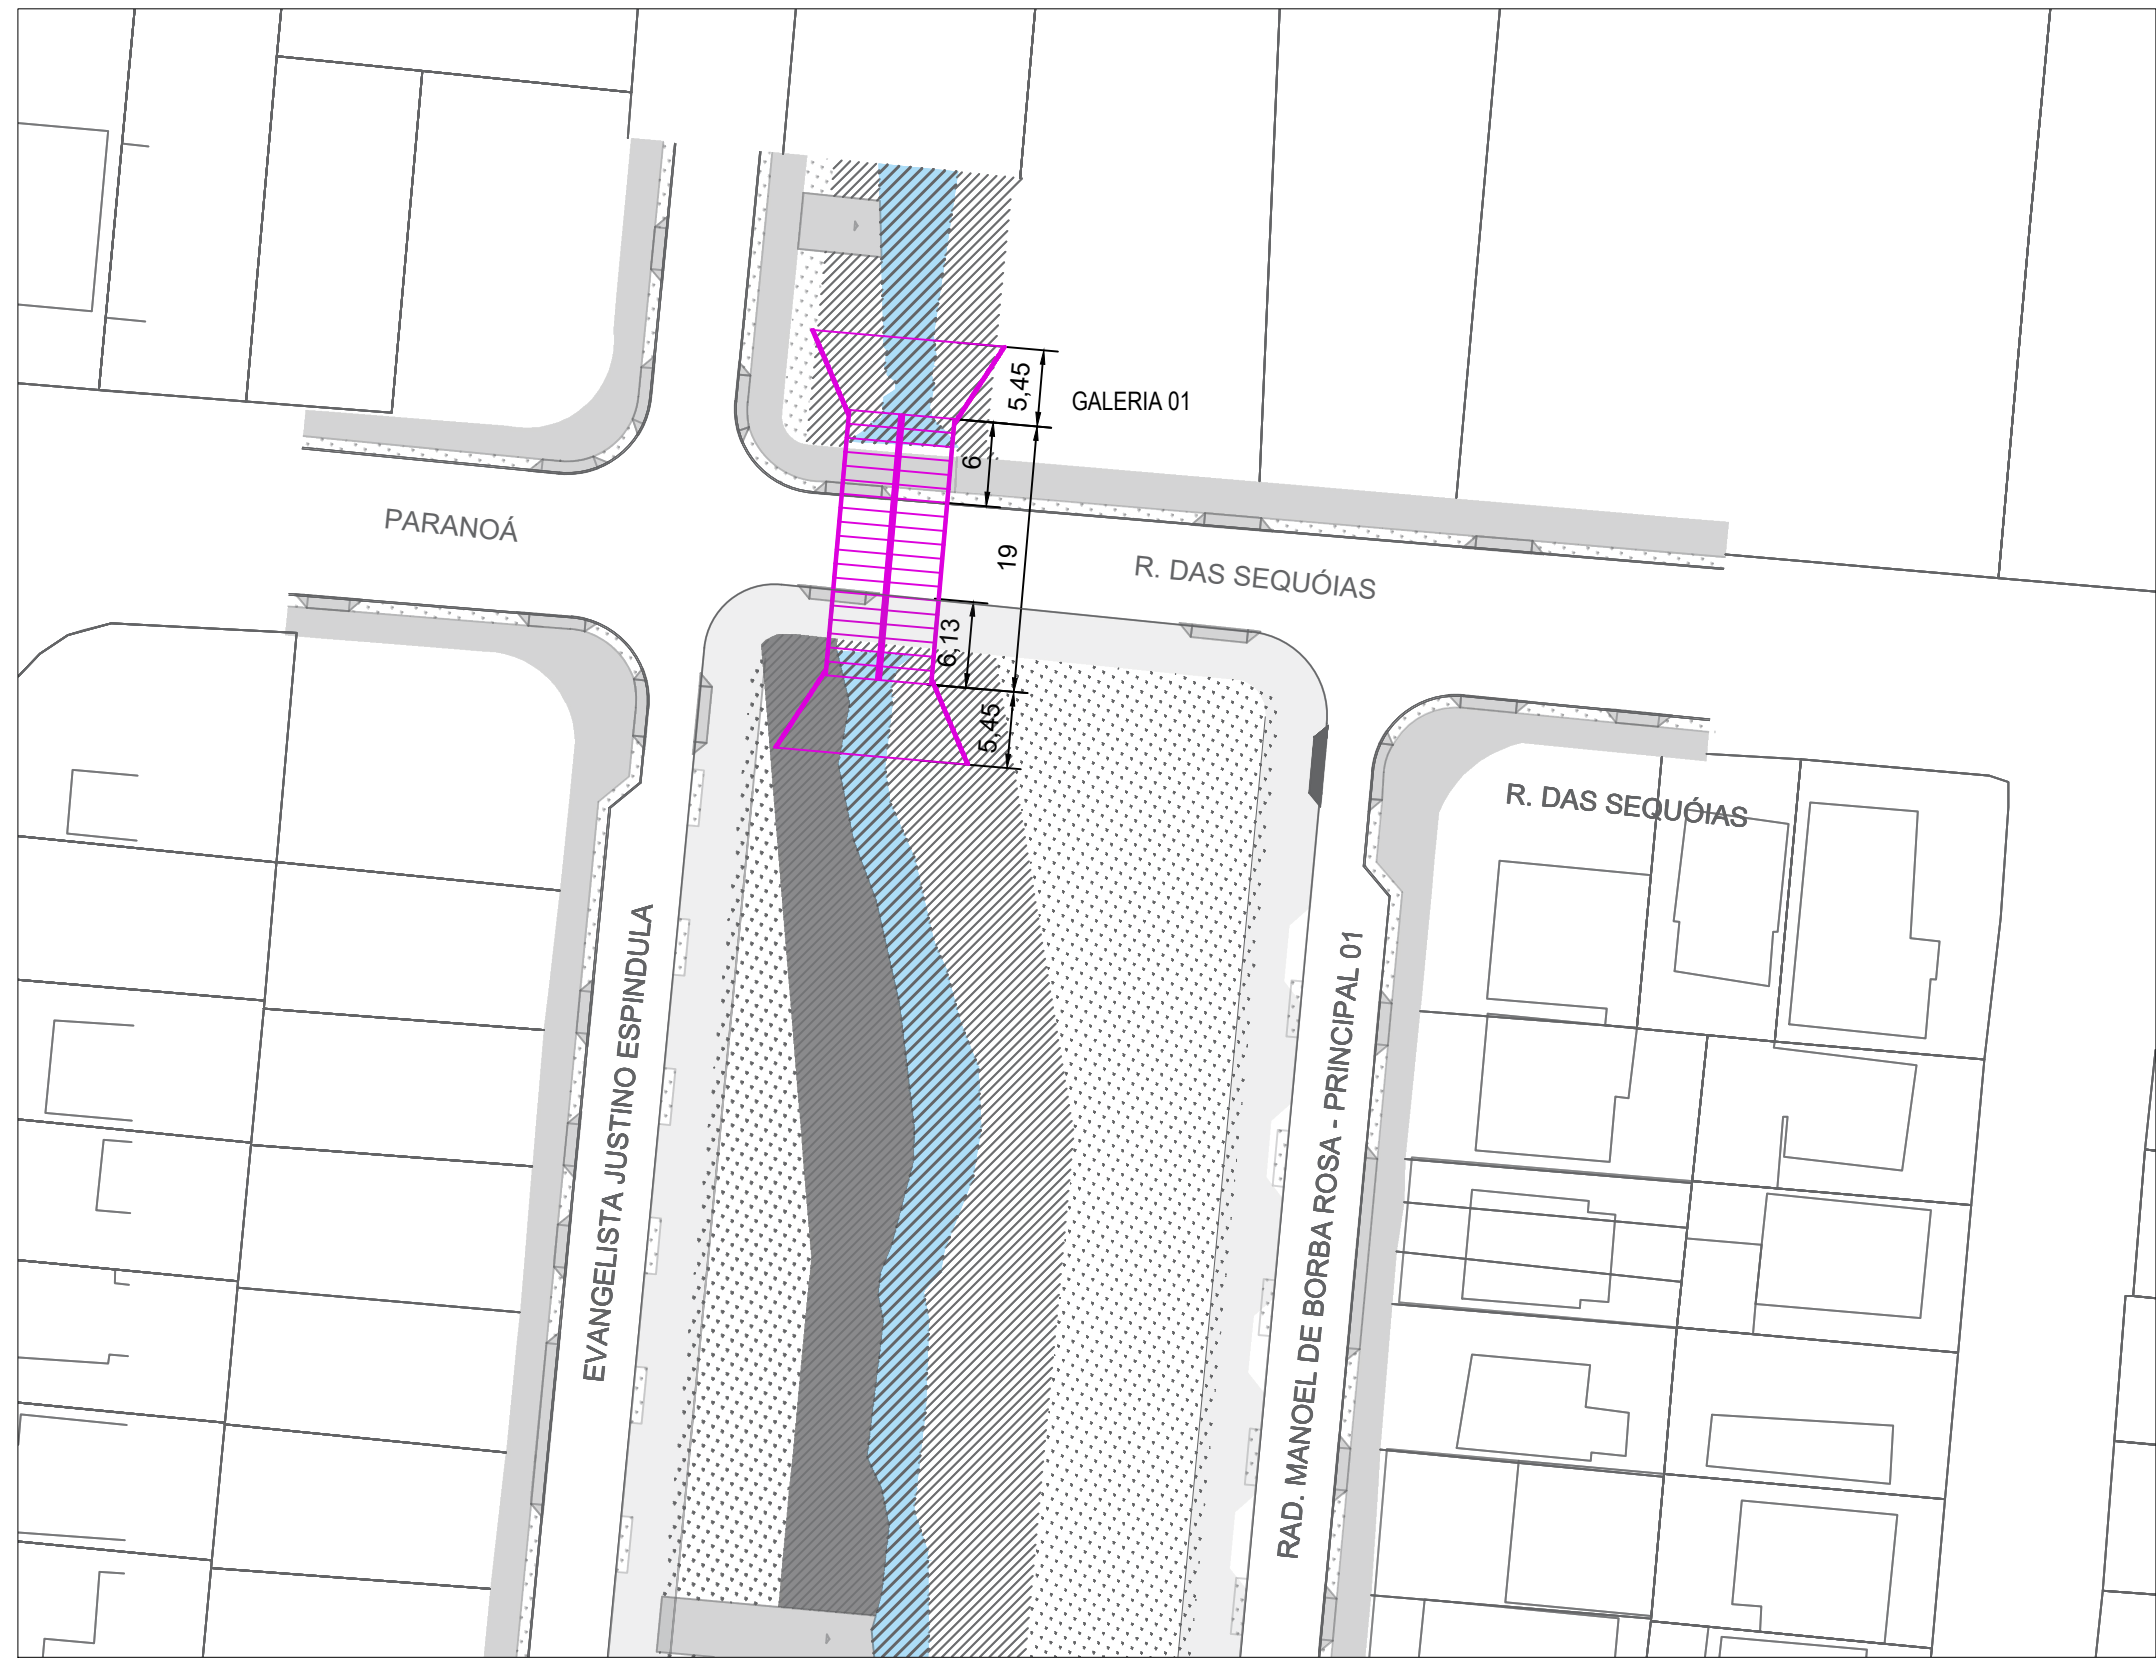 5,45
GALERIA 01
6
PARANOÁ
19
R. DAS SEQUÓIAS
6,13
5,45
R. DAS SEQUÓIAS
EVANGELISTA JUSTINO ESPINDULA
RAD. MANOEL DE BORBA ROSA - PRINCIPAL 01